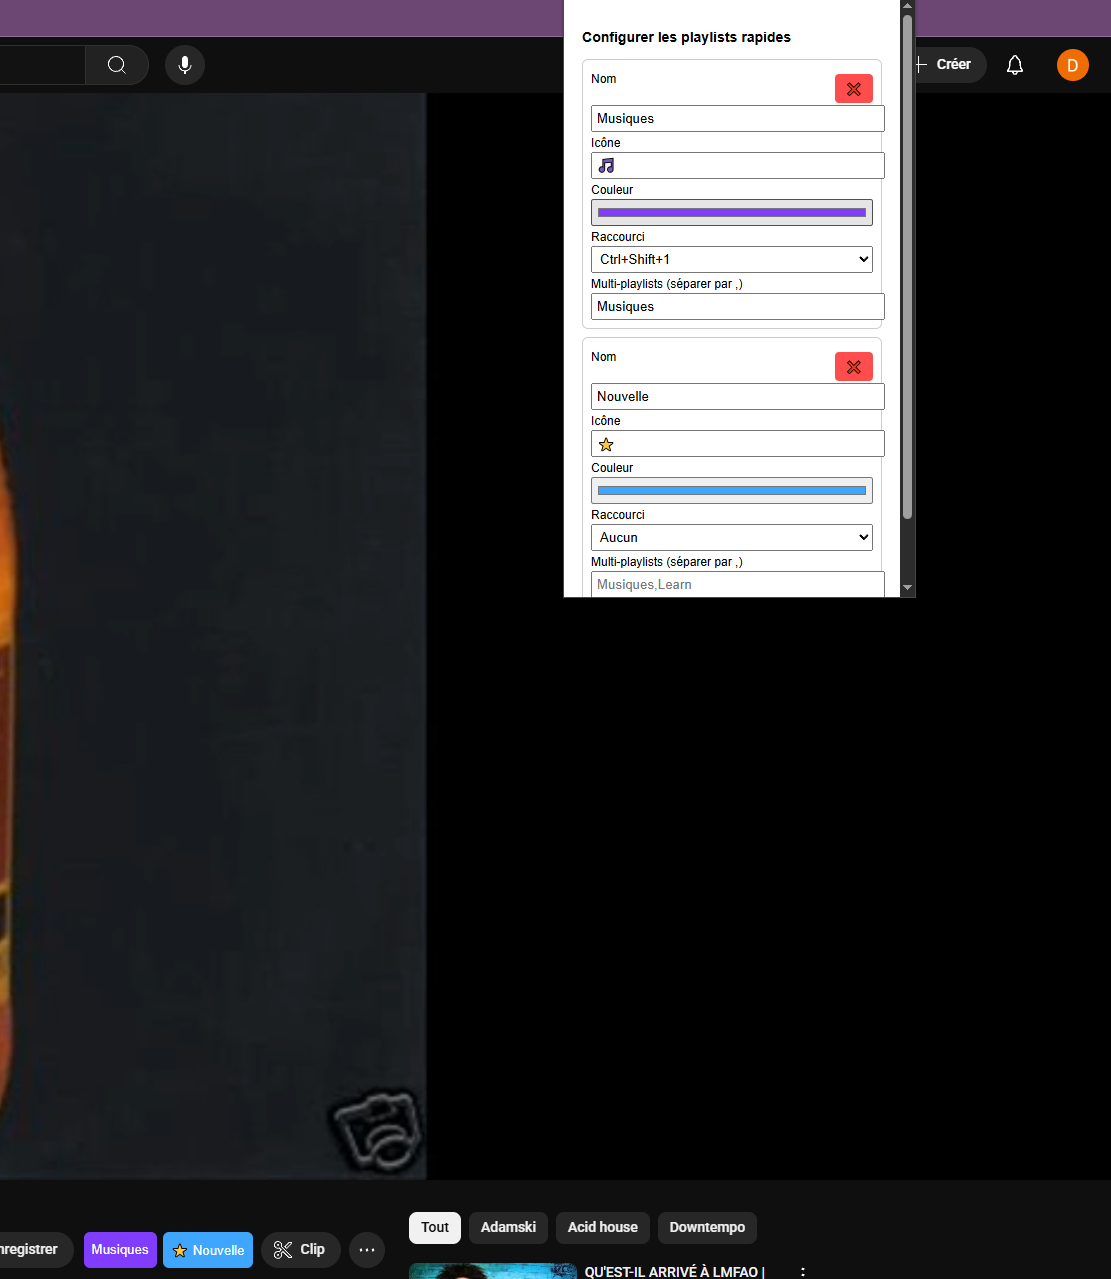 Configurer les playlists rapides
Nom
Musiques
Icône
Couleur
Raccourci
Ctrl+Shift+1
Multi-playlists (séparer par ,)
Musiques
Nom
Nouvelle
Icône
Couleur
Raccourci
Aucun
Multi-playlists (séparer par ,)
Musiques,Learn
Créer
D
Tout
Adamski
Acid house
Downtempo
nregistrer
Musiques
Nouvelle
Clip
QU'EST-IL ARRIVÉ À LMFAO |